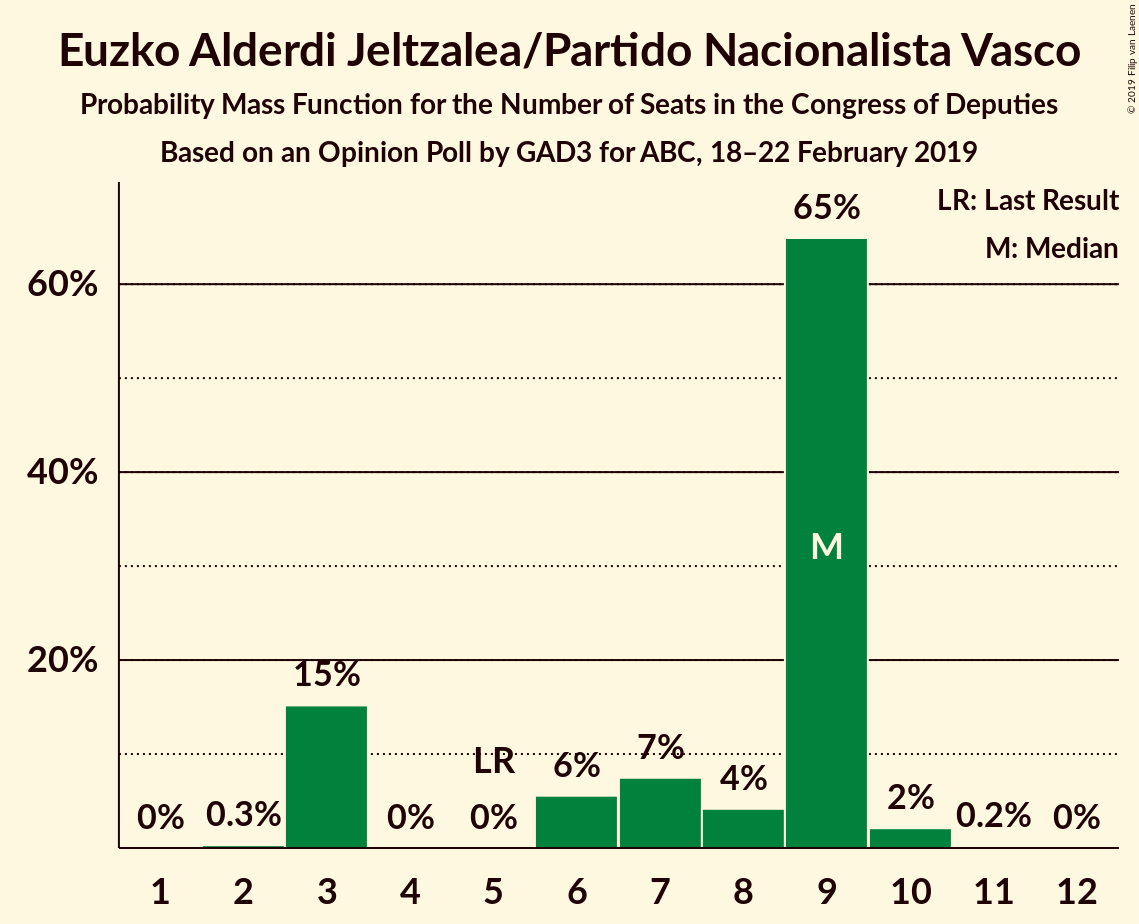 Euzko Alderdi Jeltzalea/Partido Nacionalista Vasco
Probability Mass Function for the Number of Seats in the Congress of Deputies
Based on an Opinion Poll by GAD3 for ABC, 18–22 February 2019
© 2019 Filip van Laenen
LR: Last Result
M: Median
60%
40%
20%
0%
0.3%
15%
0%
LR
0%
6%
7%
4%
65%
M
2%
0.2%
0%
1 2 3 4 5 6 7 8 9 10 11 12